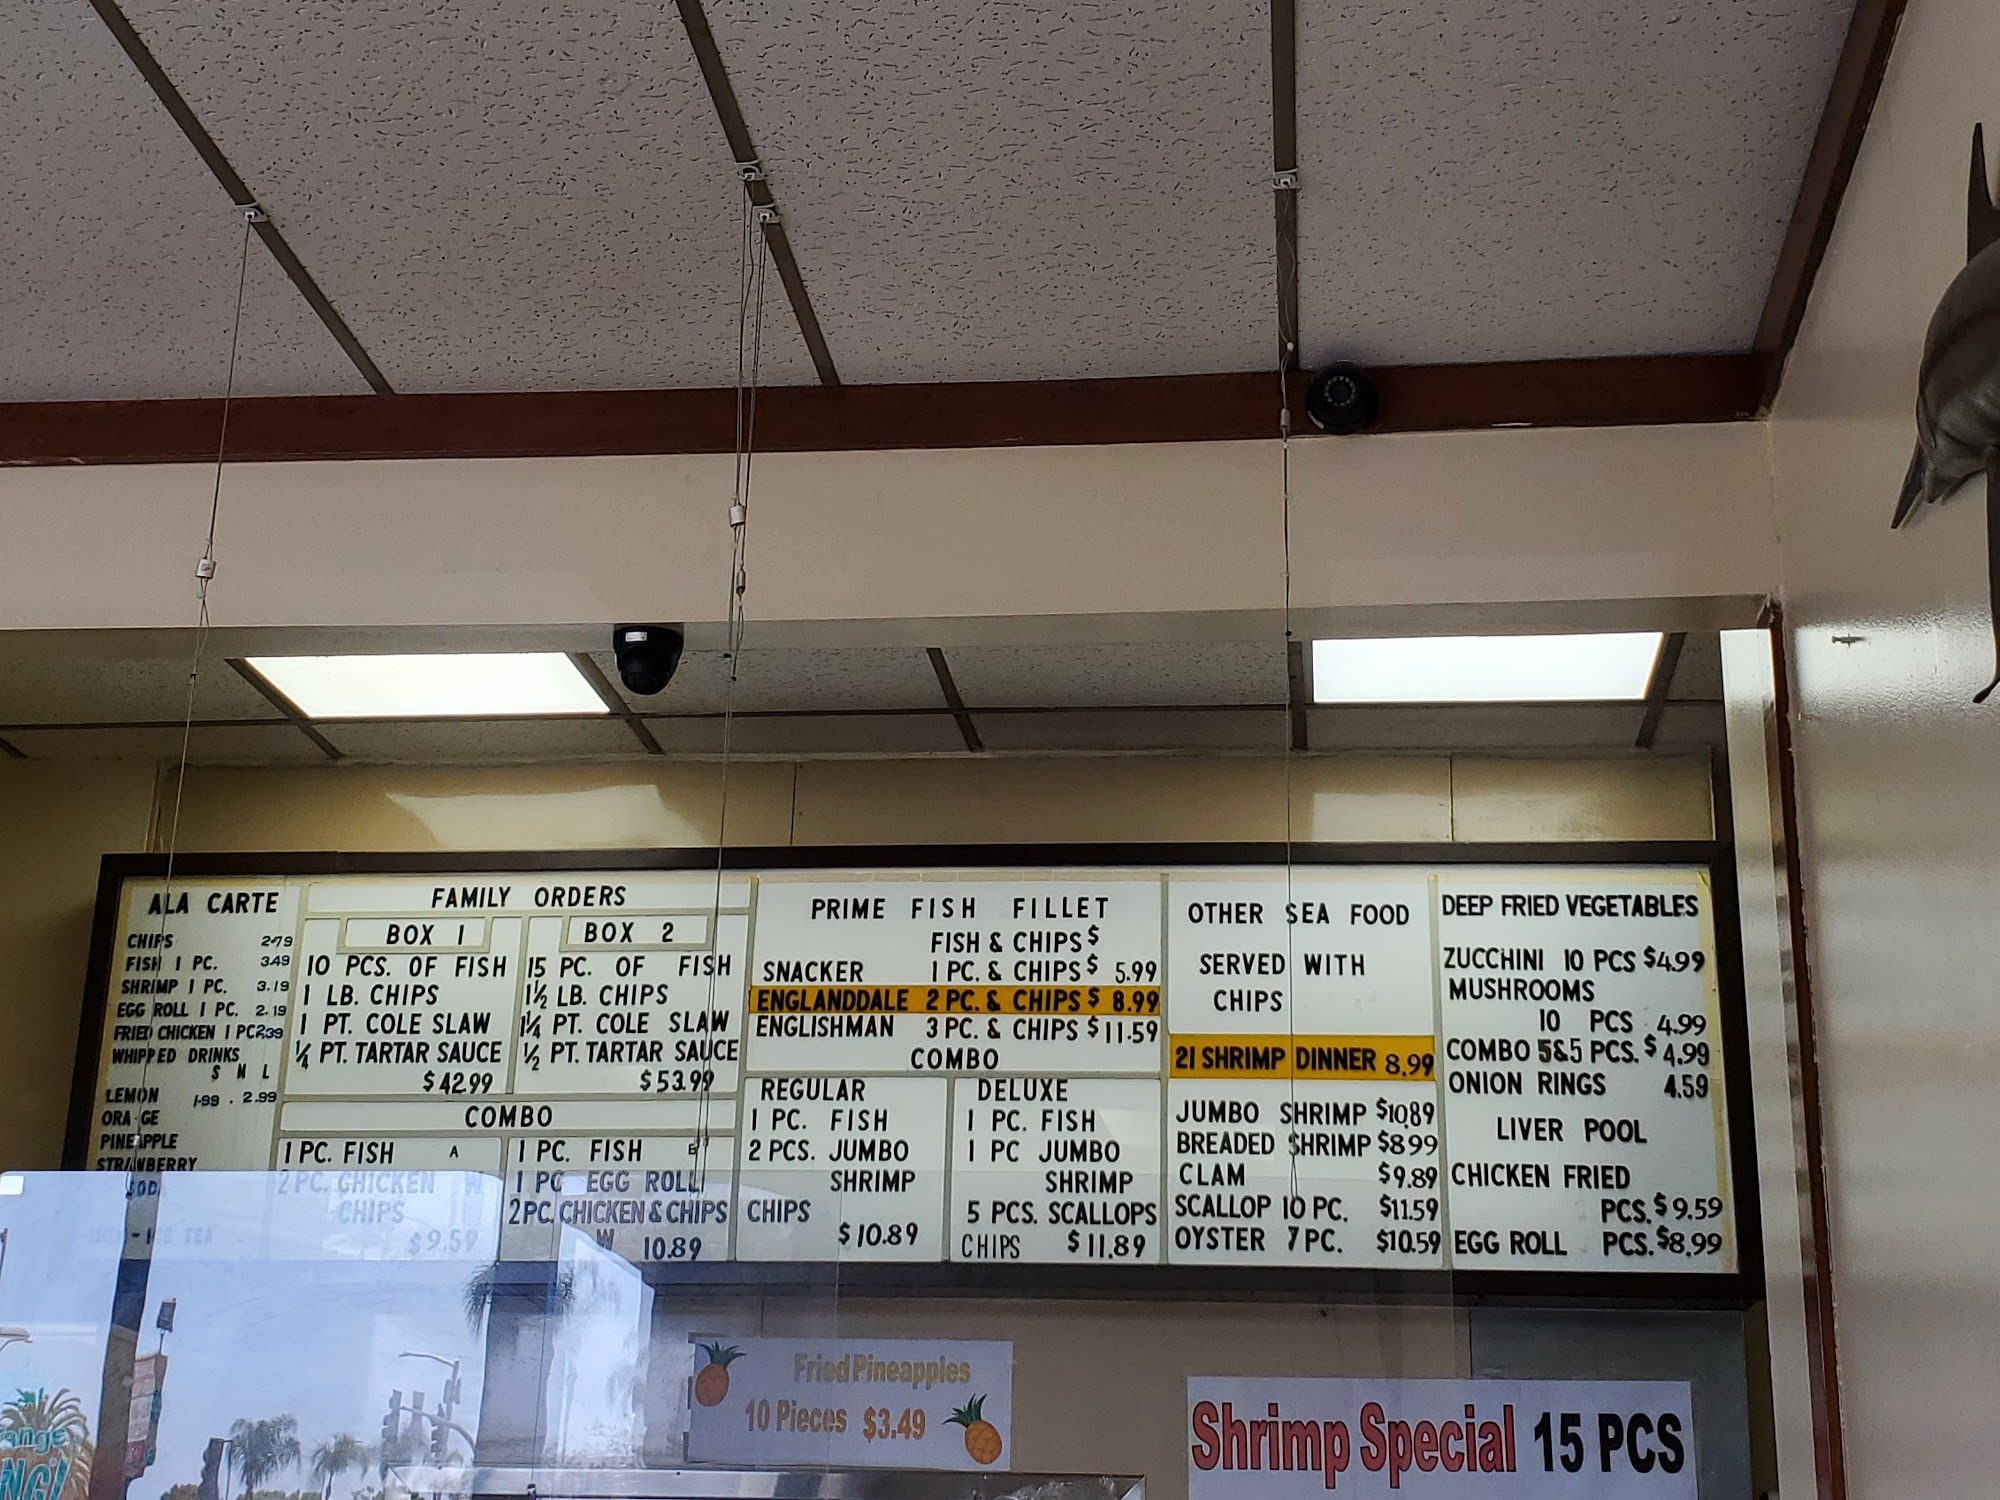 ALA CARTE
CHIPS 2.79
FISH 1 PC. 3.49
SHRIMP 1 PC. 3.19
EGG ROLL 1 PC. 2.19
FRIED CHICKEN 1 PC 2.39
WHIPPED DRINKS
S M L
LEMON 1.99 . 2.99
ORA GE
PINEAPPLE
STRAWBERRY
TEA
FAMILY ORDERS
BOX 1
10 PCS. OF FISH
1 LB. CHIPS
1 PT. COLE SLAW
¼ PT. TARTAR SAUCE
$42.99
BOX 2
15 PC. OF FISH
1½ LB. CHIPS
1¼ PT. COLE SLAW
½ PT. TARTAR SAUCE
$53.99
COMBO
1 PC. FISH A
2 PC. CHICKEN W
CHIPS
$9.59
1 PC. FISH B
1 PC EGG ROLL
2PC. CHICKEN & CHIPS
W 10.89
PRIME FISH FILLET
FISH & CHIPS $
SNACKER 1 PC. & CHIPS $ 5.99
ENGLANDDALE 2 PC. & CHIPS $ 8.99
ENGLISHMAN 3 PC. & CHIPS $ 11.59
COMBO
REGULAR
1 PC. FISH
2 PCS. JUMBO
SHRIMP
CHIPS
$10.89
DELUXE
1 PC. FISH
1 PC JUMBO
SHRIMP
5 PCS. SCALLOPS
CHIPS $11.89
OTHER SEA FOOD
SERVED WITH
CHIPS
21 SHRIMP DINNER 8.99
JUMBO SHRIMP $10.89
BREADED SHRIMP $8.99
CLAM $9.89
SCALLOP 10 PC. $11.59
OYSTER 7 PC. $10.59
DEEP FRIED VEGETABLES
ZUCCHINI 10 PCS $4.99
MUSHROOMS
10 PCS 4.99
COMBO 5&5 PCS. $4.99
ONION RINGS 4.59
LIVER POOL
CHICKEN FRIED
PCS. $9.59
EGG ROLL PCS. $8.99
Fried Pineapples
10 Pieces $3.49
Shrimp Special 15 PCS